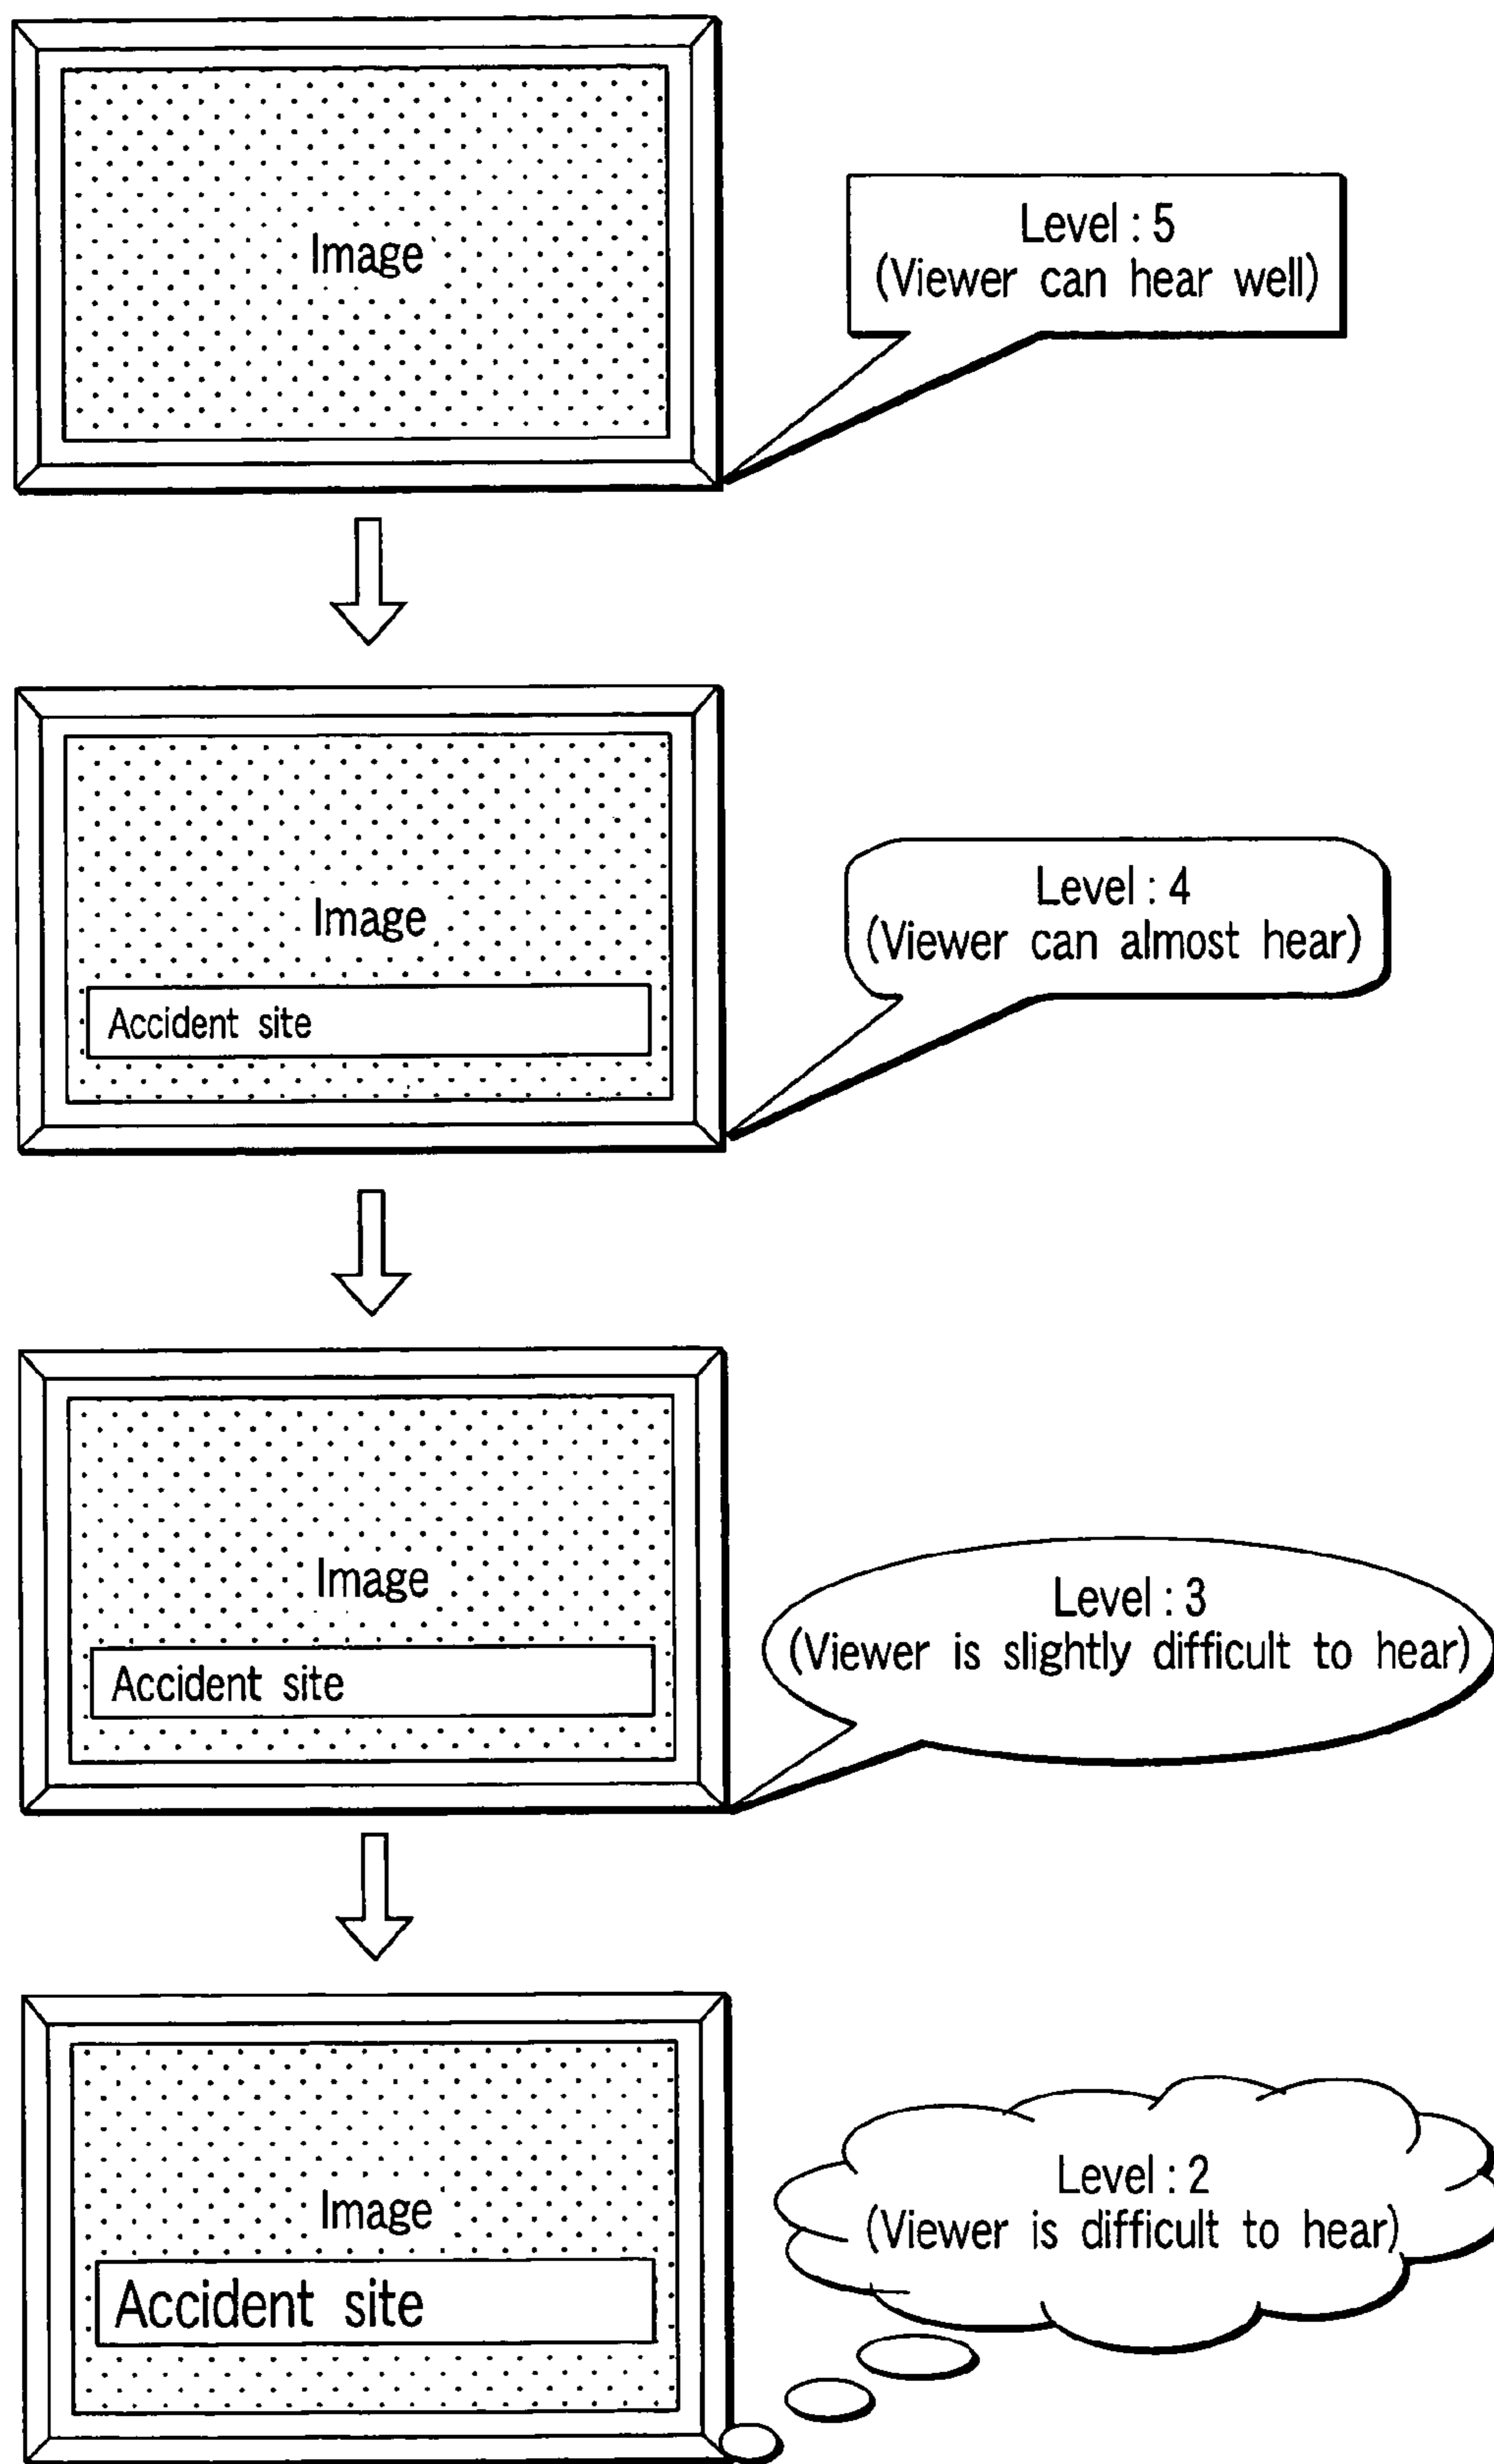 Image
Level : 5
(Viewer can hear well)
Image
Accident site
Level : 4
(Viewer can almost hear)
Image
Accident site
Level : 3
(Viewer is slightly difficult to hear)
Image
Accident site
Level : 2
(Viewer is difficult to hear)